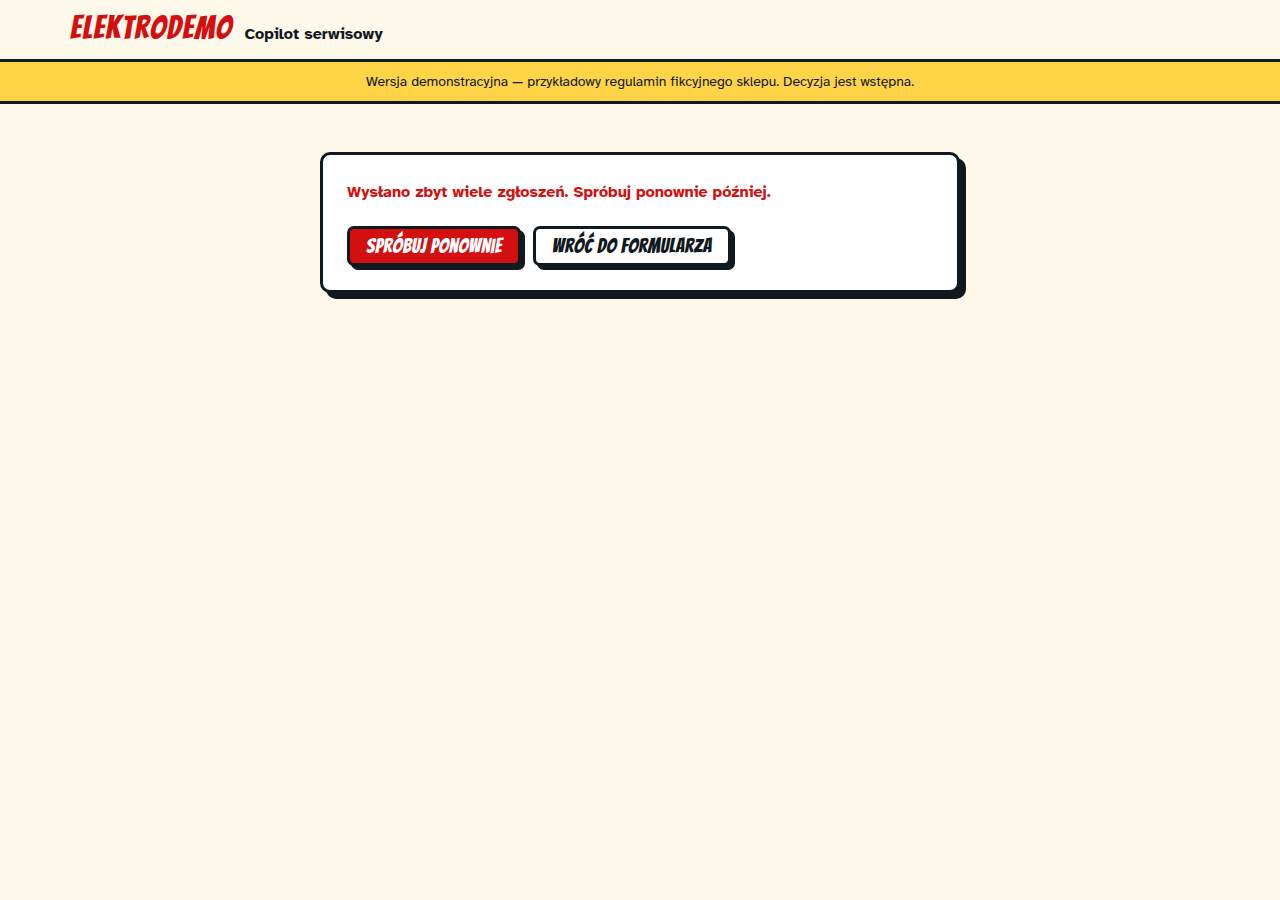 ELEKTRODEMO Copilot serwisowy
Wersja demonstracyjna — przykładowy regulamin fikcyjnego sklepu. Decyzja jest wstępna.
Wysłano zbyt wiele zgłoszeń. Spróbuj ponownie później.
SPRÓBUJ PONOWNIE WRÓĆ DO FORMULARZA